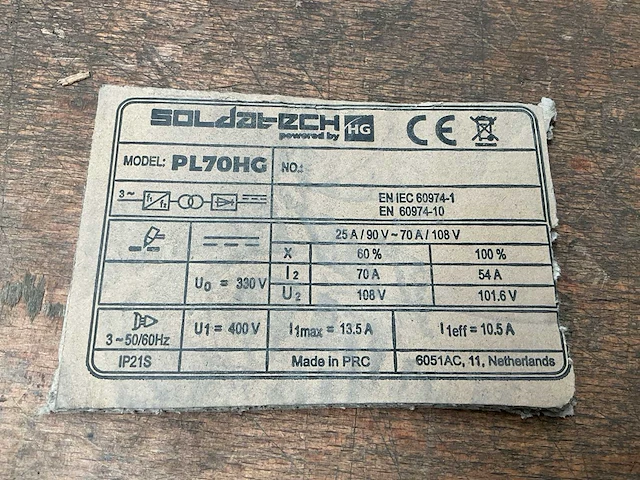 SOLDATECH
powered by HG
CE
MODEL: PL70HG NO.:
3~ f1 f2
EN IEC 60974-1
EN 60974-10
25 A / 90 V ~ 70 A / 108 V
X 60 % 100 %
U0 = 330 V I2 70 A 54 A
U2 108 V 101.6 V
3~50/60Hz U1 = 400 V I1max = 13.5 A I1eff = 10.5 A
IP21S Made in PRC 6051AC, 11, Netherlands